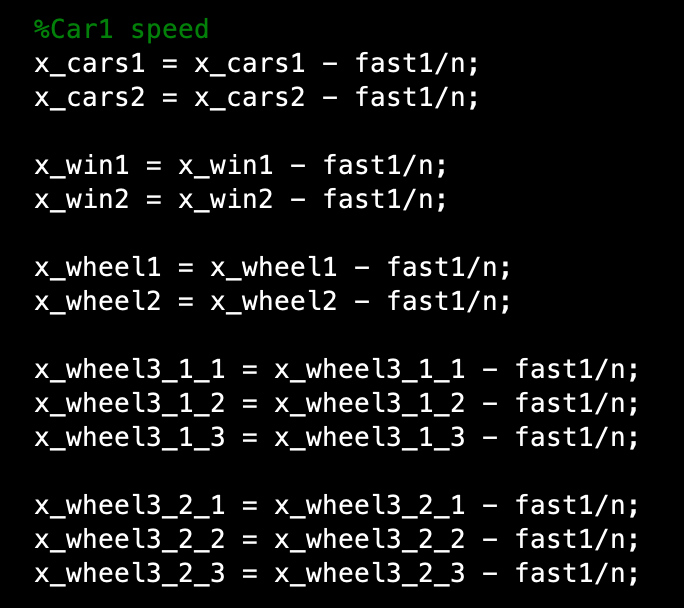 %Car1 speed
x_cars1 = x_cars1 - fast1/n;
x_cars2 = x_cars2 - fast1/n;
x_win1 = x_win1 - fast1/n;
x_win2 = x_win2 - fast1/n;
x_wheel1 = x_wheel1 - fast1/n;
x_wheel2 = x_wheel2 - fast1/n;
x_wheel3_1_1 = x_wheel3_1_1 - fast1/n;
x_wheel3_1_2 = x_wheel3_1_2 - fast1/n;
x_wheel3_1_3 = x_wheel3_1_3 - fast1/n;
x_wheel3_2_1 = x_wheel3_2_1 - fast1/n;
x_wheel3_2_2 = x_wheel3_2_2 - fast1/n;
x_wheel3_2_3 = x_wheel3_2_3 - fast1/n;